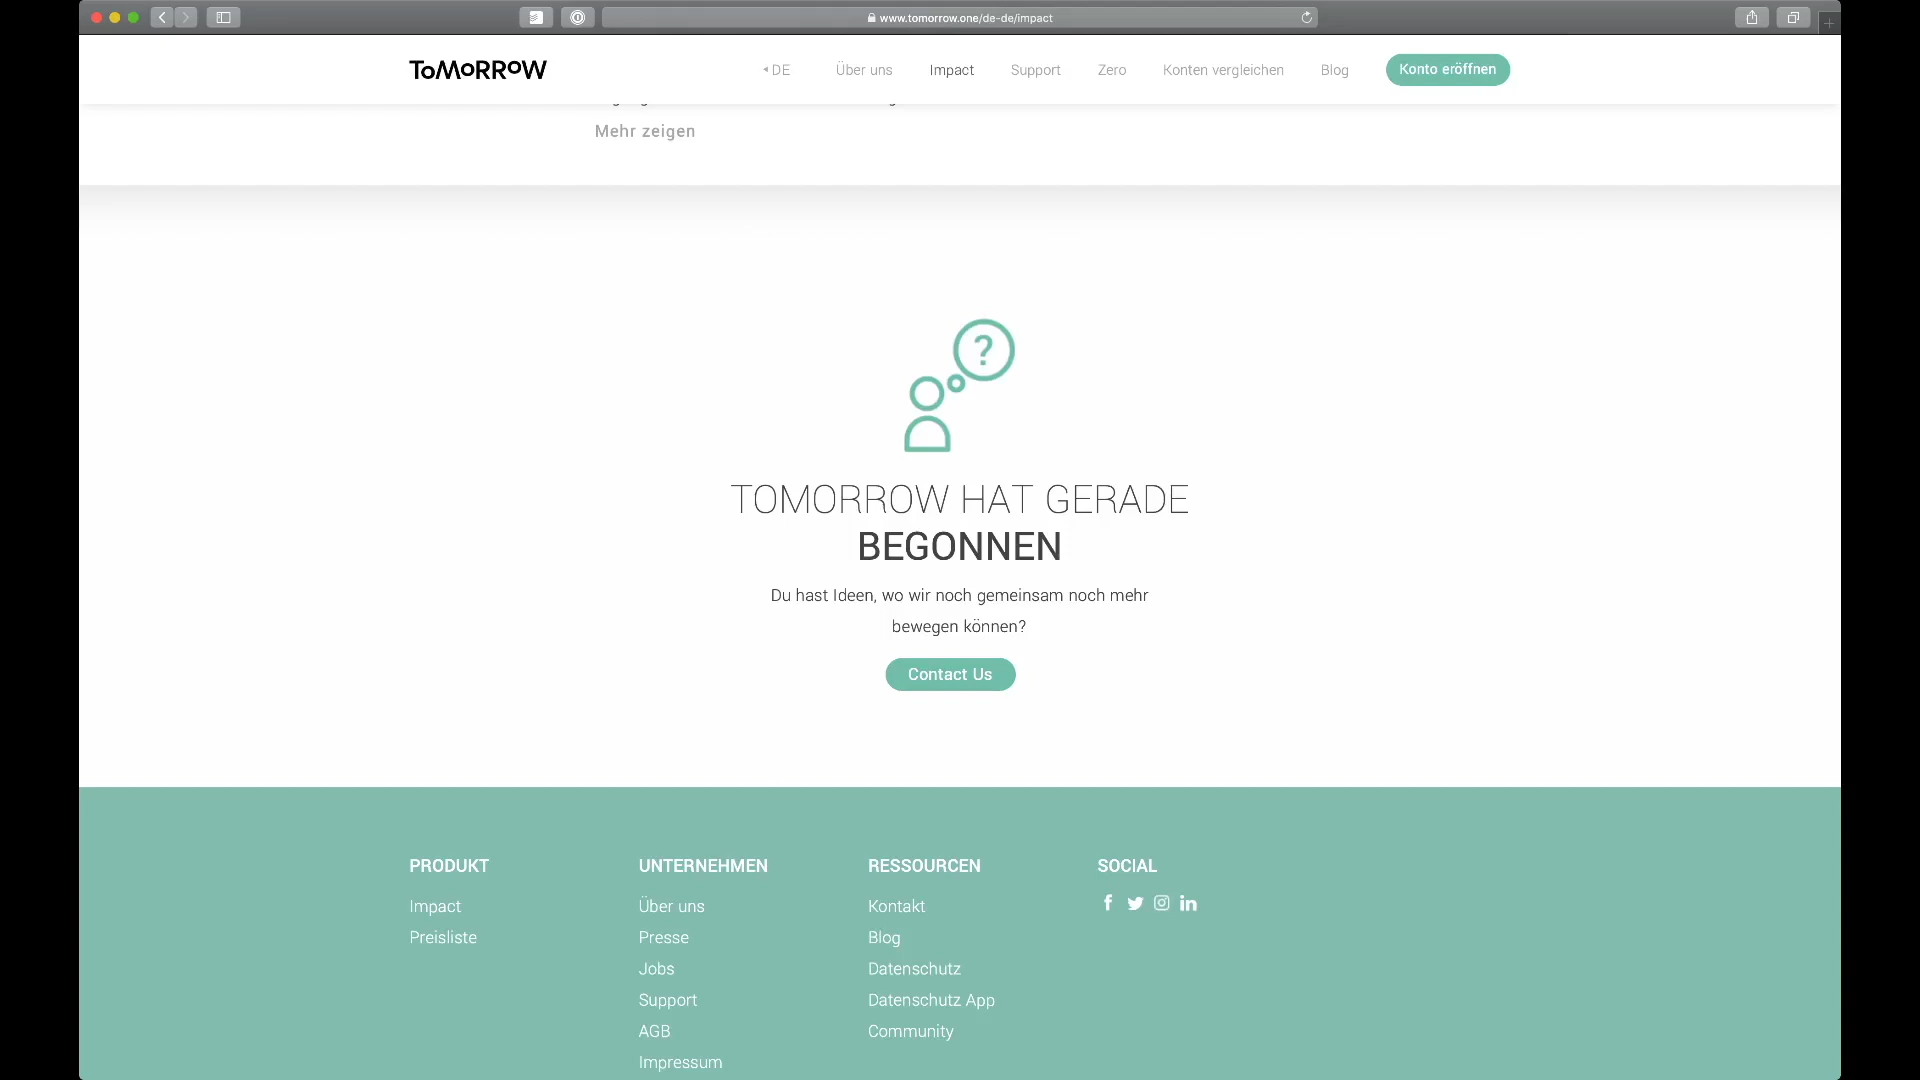 www.tomorrow.one/de-de/impact
ToMoRRoW
DE
Über uns
Impact
Support
Zero
Konten vergleichen
Blog
Konto eröffnen
Mehr zeigen
?
TOMORROW HAT GERADE
BEGONNEN
Du hast Ideen, wo wir noch gemeinsam noch mehr
bewegen können?
Contact Us
PRODUKT
Impact
Preisliste
UNTERNEHMEN
Über uns
Presse
Jobs
Support
AGB
Impressum
RESSOURCEN
Kontakt
Blog
Datenschutz
Datenschutz App
Community
SOCIAL